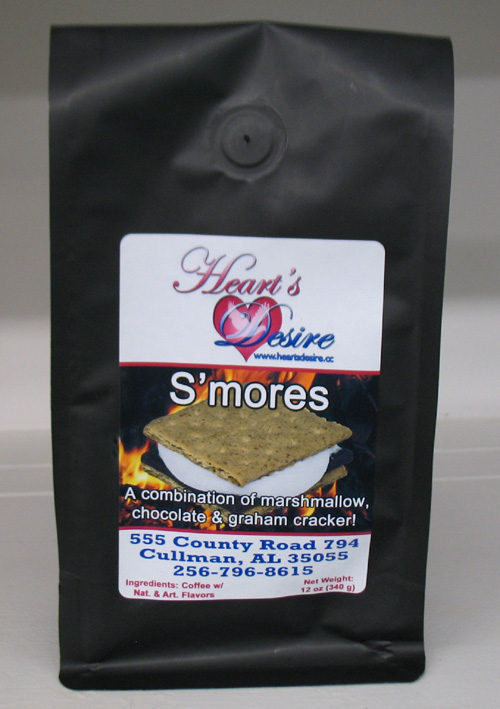 Heart's
Desire
www.heartsdesire.cc
S'mores
A combination of marshmallow,
chocolate & graham cracker!
555 County Road 794
Cullman, AL 35055
256-796-8615
Ingredients: Coffee w/
Nat. & Art. Flavors
Net Weight:
12 oz (340 g)